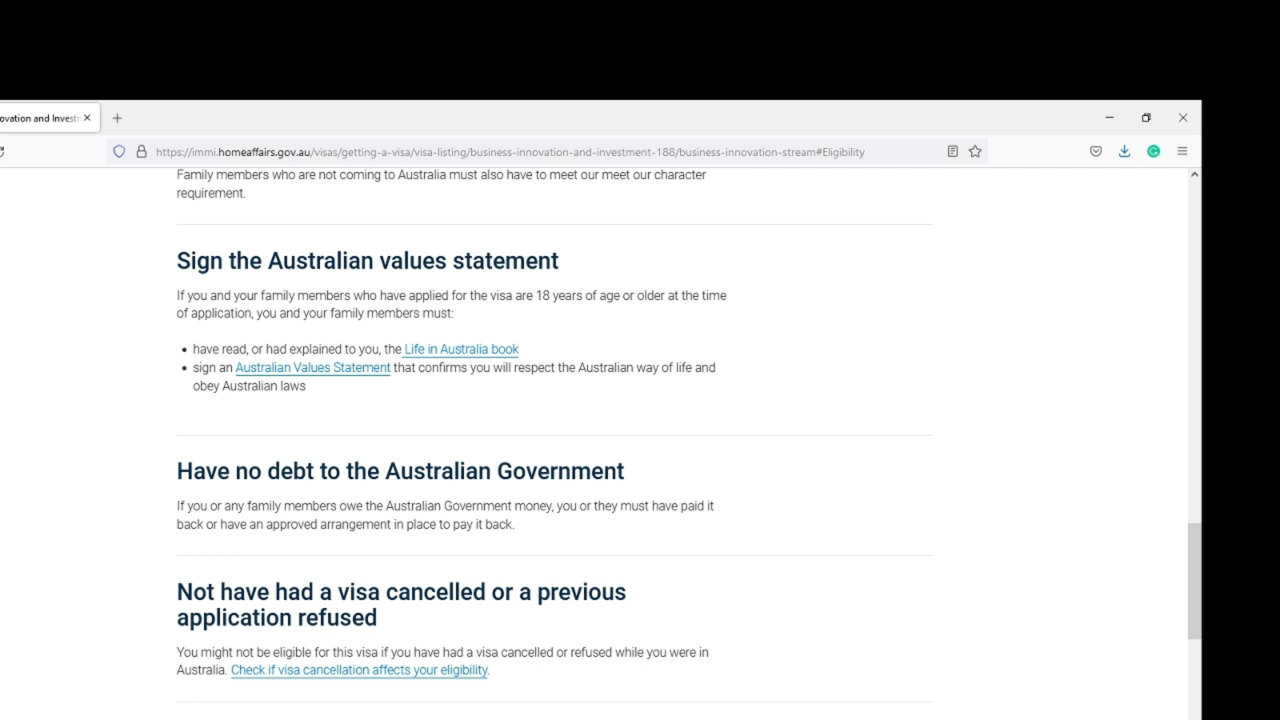 ovation and Invest
https://immi.homeaffairs.gov.au/visas/getting-a-visa/visa-listing/business-innovation-and-investment-188/business-innovation-stream#Eligibility
Family members who are not coming to Australia must also have to meet our meet our character
requirement.
Sign the Australian values statement
If you and your family members who have applied for the visa are 18 years of age or older at the time
of application, you and your family members must:
• have read, or had explained to you, the Life in Australia book
• sign an Australian Values Statement that confirms you will respect the Australian way of life and
obey Australian laws
Have no debt to the Australian Government
If you or any family members owe the Australian Government money, you or they must have paid it
back or have an approved arrangement in place to pay it back.
Not have had a visa cancelled or a previous
application refused
You might not be eligible for this visa if you have had a visa cancelled or refused while you were in
Australia. Check if visa cancellation affects your eligibility.